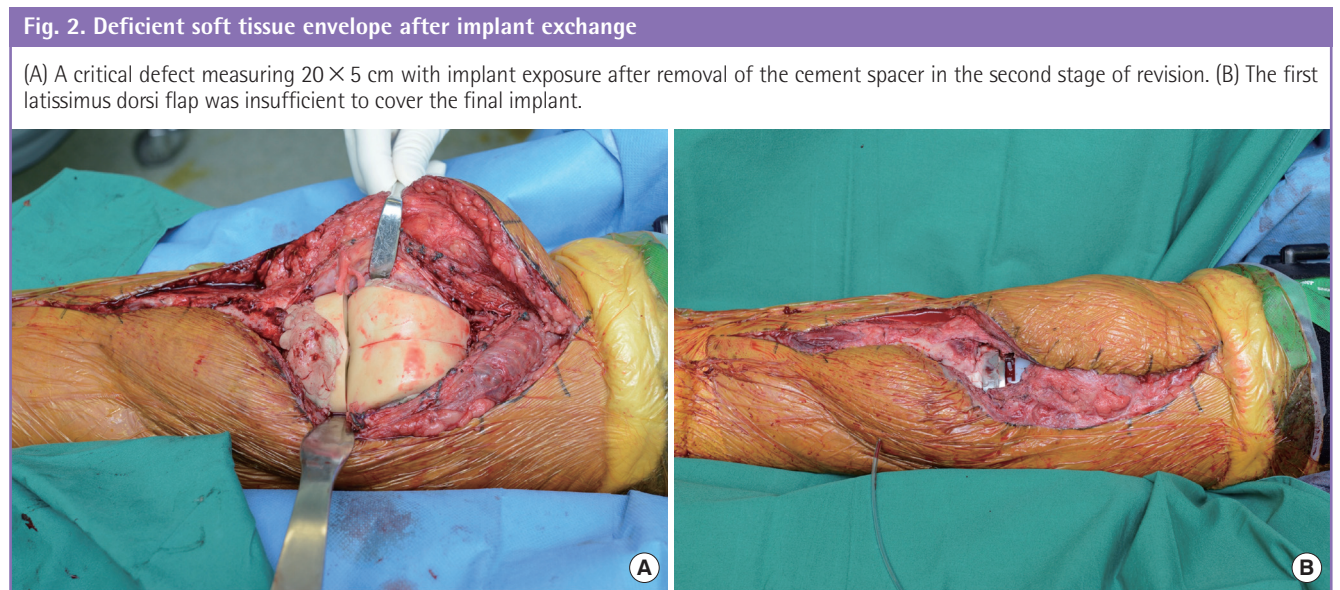 Fig. 2. Deficient soft tissue envelope after implant exchange
(A) A critical defect measuring 20 × 5 cm with implant exposure after removal of the cement spacer in the second stage of revision. (B) The first
latissimus dorsi flap was insufficient to cover the final implant.
A
B